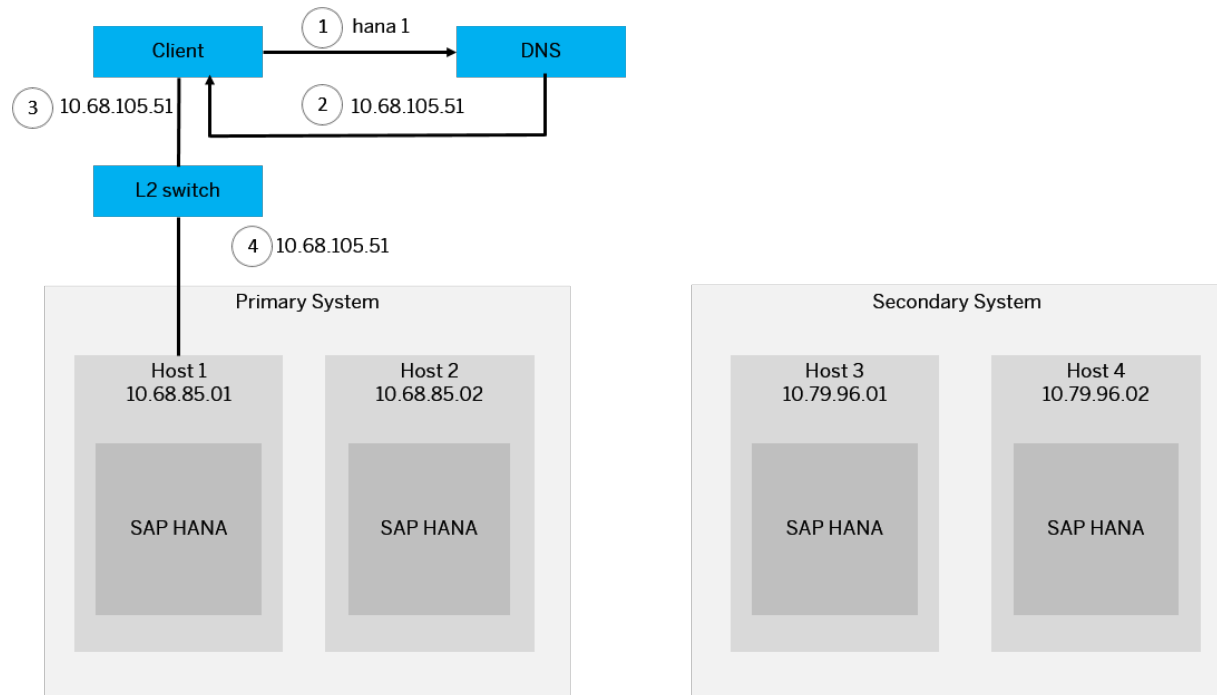 1 hana 1
Client
DNS
2 10.68.105.51
3 10.68.105.51
L2 switch
4 10.68.105.51
Primary System
Secondary System
Host 1
10.68.85.01
Host 2
10.68.85.02
Host 3
10.79.96.01
Host 4
10.79.96.02
SAP HANA
SAP HANA
SAP HANA
SAP HANA